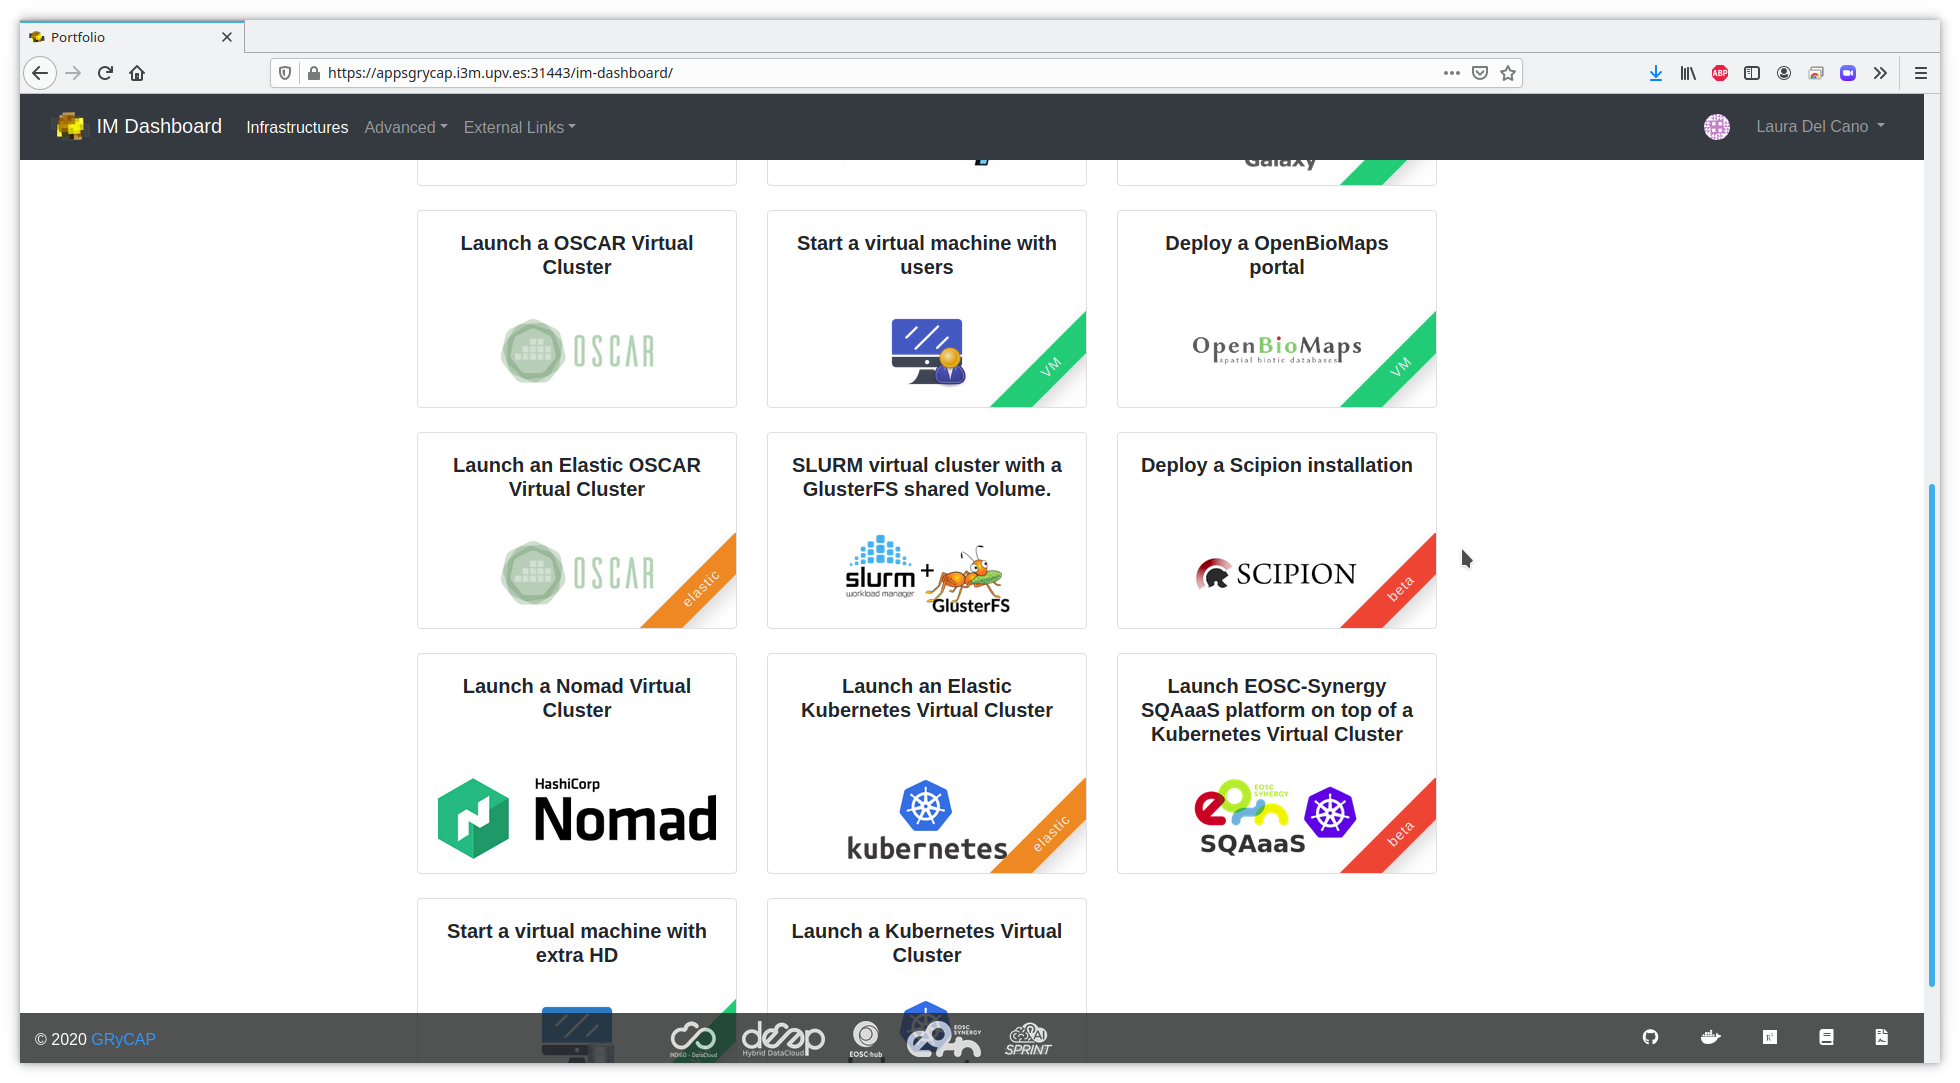 Portfolio
https://appsgrycap.i3m.upv.es:31443/im-dashboard/
ABP
IM Dashboard
Infrastructures
Advanced
External Links
Laura Del Cano
Galaxy
Launch a OSCAR Virtual
Cluster
OSCAR
Start a virtual machine with
users
VM
Deploy a OpenBioMaps
portal
OpenBioMaps
spatial biotic databases
VM
Launch an Elastic OSCAR
Virtual Cluster
OSCAR
elastic
SLURM virtual cluster with a
GlusterFS shared Volume.
slurm
workload manager
+
GlusterFS
Deploy a Scipion installation
SCIPION
beta
Launch a Nomad Virtual
Cluster
HashiCorp
Nomad
Launch an Elastic
Kubernetes Virtual Cluster
kubernetes
elastic
Launch EOSC-Synergy
SQAaaS platform on top of a
Kubernetes Virtual Cluster
EOSC
SYNERGY
SQAaaS
beta
Start a virtual machine with
extra HD
Launch a Kubernetes Virtual
Cluster
© 2020 GRyCAP
INDIGO - DataCloud
deep
Hybrid DataCloud
EOSC-hub
EOSC
SYNERGY
AI
SPRINT